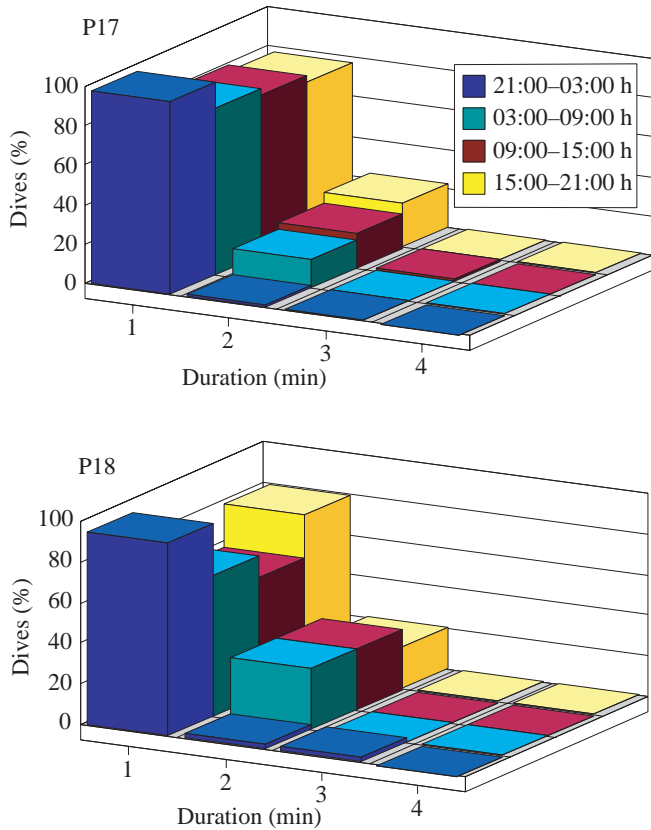 P17
100
80
60
40
20
0
Dives (%)
21:00–03:00 h
03:00–09:00 h
09:00–15:00 h
15:00–21:00 h
1
2
3
4
Duration (min)
P18
100
80
60
40
20
0
Dives (%)
1
2
3
4
Duration (min)